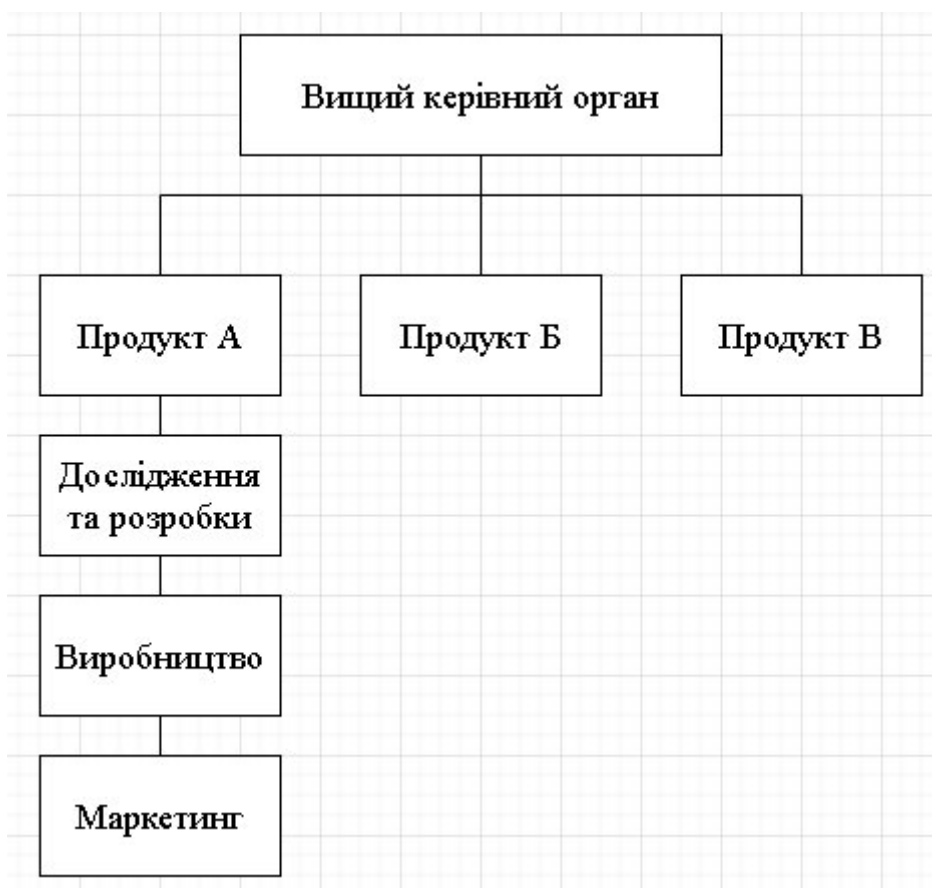 Вищий керівний орган
Продукт А
Продукт Б
Продукт В
Дослідження
та розробки
Виробництво
Маркетинг